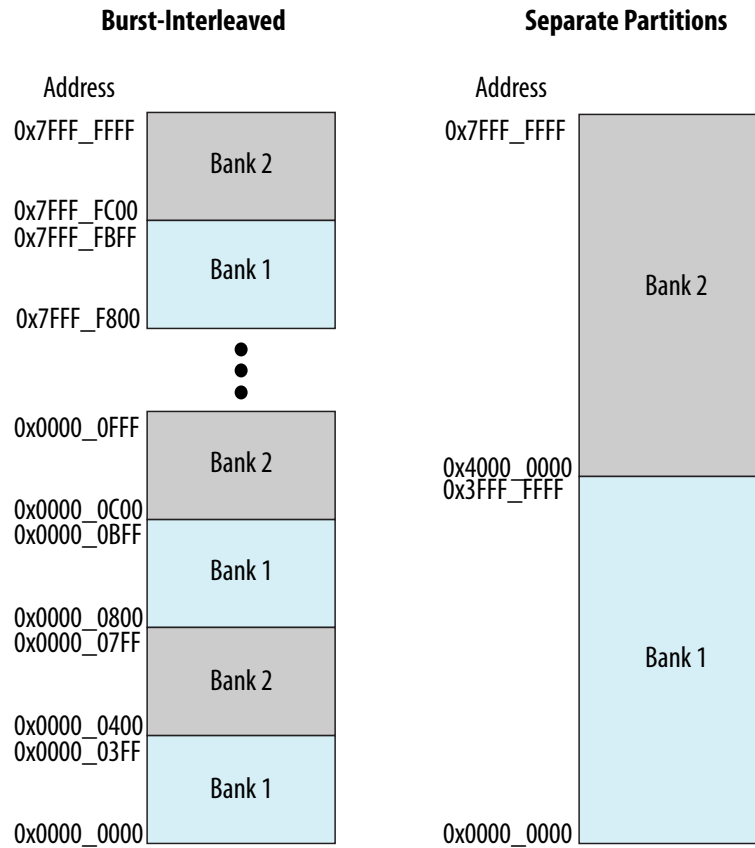 Burst-Interleaved
Address
0x7FFF_FFFF
Bank 2
0x7FFF_FC00
0x7FFF_FBFF
Bank 1
0x7FFF_F800
0x0000_0FFF
Bank 2
0x0000_0C00
0x0000_0BFF
Bank 1
0x0000_0800
0x0000_07FF
Bank 2
0x0000_0400
0x0000_03FF
Bank 1
0x0000_0000
Separate Partitions
Address
0x7FFF_FFFF
Bank 2
0x4000_0000
0x3FFF_FFFF
Bank 1
0x0000_0000